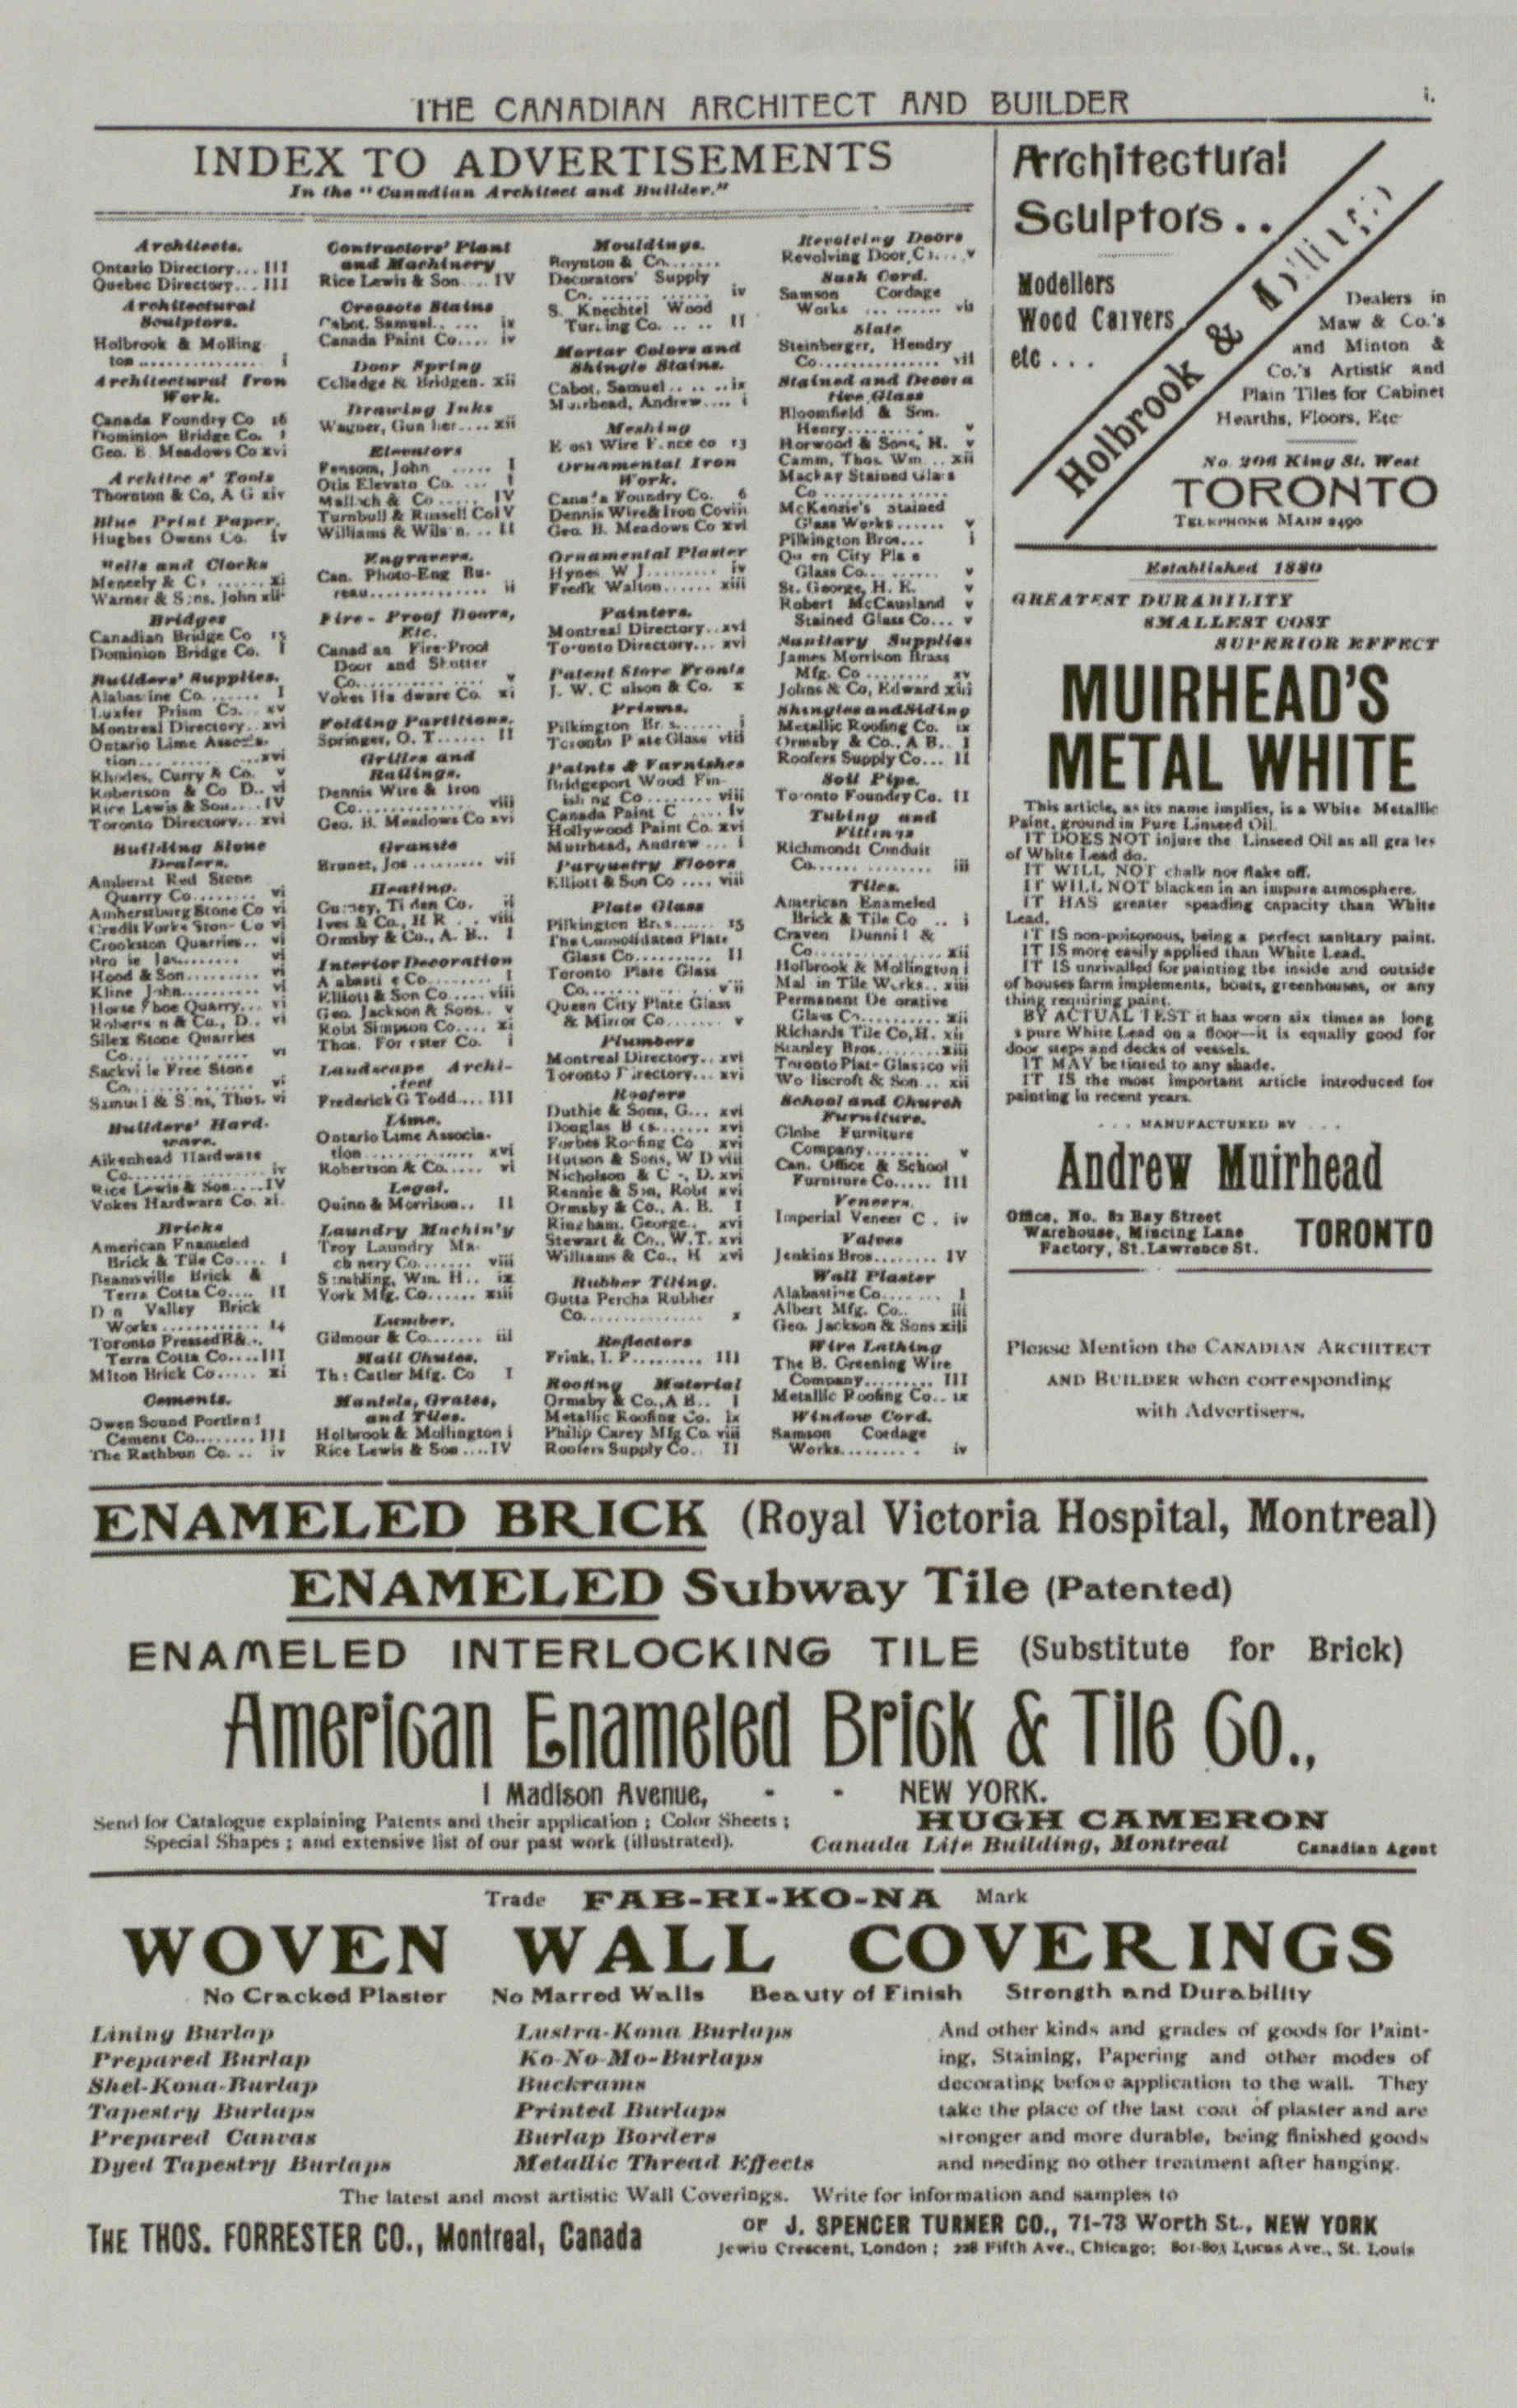 THE CANADIAN ARCHITECT AND BUILDER
i.
INDEX TO ADVERTISEMENTS
In the "Canadian Architect and Builder."
Architects.
Ontario Directory... III
Quebec Directory... III
Architectural
Sculptors.
Holbrook & Molling
ton .............. i
Architectural Iron
Work.
Canada Foundry Co 16
Dominion Bridge Co. 1
Geo. B. Meadows Co xvi
Architects' Tools
Thornton & Co, A G xiv
Blue Print Paper.
Hughes Owens Co. iv
Bells and Clocks
Meneely & C ...... xi
Warner & Sons, John xii
Bridges
Canadian Bridge Co 15
Dominion Bridge Co. I
Builders' Supplies.
Alabastine Co ...... I
Luxfer Prism Co.. xv
Montreal Directory.. xvi
Ontario Lime Associa-
tion... ...xvi
Rhodes, Curry & Co. v
Robertson & Co D.. vi
Rice Lewis & Son....IV
Toronto Directory.. xvi
Building Stone
Dealers.
Amherst Red Stone
Quarry Co........ vi
Amherstburg Stone Co vi
Credit Forks Stone Co vi
Crookston Quarries.. vi
Hood & Son......... vi
Kline John......... vi
Horse Shoe Quarry... vi
Robertson & Co., D.. vi
Silex Stone Quarries
Co... vi
Sackville Free Stone
Co... vi
Samuel & Sons, Thos. vi
Builders' Hard-
ware.
Aikenhead Hardware
Co............ iv
Rice Lewis & Son....IV
Vokes Hardware Co. xi.
Bricks
American Enameled
Brick & Tile Co.... I
Beamsville Brick &
Terra Cotta Co.... II
Don Valley Brick
Works ............ 14
Toronto Pressed B &
Terra Cotta Co....III
Milton Brick Co..... xi
Cements.
Owen Sound Portland
Cement Co........ III
The Rathbun Co. .. iv
Contractors' Plant
and Machinery
Rice Lewis & Son .... IV
Creosote Stains
Cabot, Samuel.. ... ix
Canada Paint Co.... iv
Door Spring
Colledge & Bridgen. xii
Drawing Inks
Wagner, Gunther.... xii
Elevators
Fensom, John ..... I
Otis Elevato Co. ... 1
Malloch & Co ..... IV
Turnbull & Russell Col V
Williams & Wilson. .. II
Engravers.
Can. Photo-Eng Bu-
reau............... ii
Fire-Proof Doors,
Etc.
Canadian Fire-Proof
Door and Shutter
Co............ v
Vokes Hardware Co. xi
Folding Partitions.
Springer, O. T...... II
Grilles and
Railings.
Dennis Wire & Iron
Co.............. viii
Geo. B. Meadows Co xvi
Granite
Brunet, Jos .......... vii
Heating.
Gurney, Tilden Co. ii
Ives & Co., H R . . viii
Ormsby & Co., A. B.. I
Interior Decoration
Alabastine Co......... I
Elliott & Son Co..... viii
Geo. Jackson & Sons.. v
Robt Simpson Co.... xi
Thos. Forrster Co. i
Landscape Archi-
tect
Frederick G Todd.... III
Lime.
Ontario Lime Associa-
tion ............ xvi
Robertson & Co..... vi
Legal.
Quinn & Morrison.. II
Laundry Machin'y
Troy Laundry Ma-
chinery Co....... viii
Stimbling, Wm. H.. ix
York Mfg. Co...... xiii
Lumber.
Gilmour & Co....... iii
Mail Chutes.
The Cutler Mfg. Co I
Mantels, Grates,
and Tiles.
Holbrook & Mollington i
Rice Lewis & Son ....IV
Mouldings.
Boynton & Co.......
Decorators' Supply
Co. ...... iv
S. Knechtel Wood
Turning Co. .. .. II
Mortar Colors and
Shingle Stains.
Cabot, Samuel.. .. ..ix
Muirhead, Andrew.... i
Meshing
Wire Fence co 13
Ornamental Iron
Work.
Canada Foundry Co. 6
Dennis Wire & Iron Co viii
Geo. B. Meadows Co xvi
Ornamental Plaster
Hynes W J......... iv
Fredk Walton...... xiii
Painters.
Montreal Directory..xvi
Toronto Directory... xvi
Patent Store Fronts
J. W. Coulson & Co. x
Prisms.
Pilkington Bros....... i
Toronto Plate Glass viii
Paints & Varnishes
Bridgeport Wood Fin-
ishing Co ......... viii
Canada Paint C .... iv
Hollywood Paint Co. xvi
Muirhead, Andrew ... I
Parquetry Floors
Elliott & Son Co .... viii
Plate Glass
Pilkington Bros...... 15
The Consolidated Plate
Glass Co.......... II
Toronto Plate Glass
Co... vii
Queen City Plate Glass
& Mirror Co....... v
Plumbers
Montreal Directory.. xvi
Toronto Directory... xvi
Roofers
Duthie & Sons, G... xvi
Douglas Bros........ xvi
Forbes Roofing Co xvi
Hutson & Sons, W D viii
Nicholson & Co., D. xvi
Rennie & Son, Robt xvi
Ormsby & Co., A. B. I
Ringham. George.. xvi
Stewart & Co., W.T. xvi
Williams & Co., H xvi
Rubber Tiling.
Gutta Percha Rubber
Co............... x
Reflectors
Frink, I. P......... III
Roofing Material
Ormsby & Co., A B.. I
Metallic Roofing Co. ix
Philip Carey Mfg Co. viii
Roofers Supply Co.. II
Revolving Doors
Revolving Door Co.... v
Sash Cord.
Samson Cordage
Works ... ........ vii
Slate
Steinberger, Hendry
Co............... vii
Stained and Decora
tive Glass
Bloomfield & Son.
Henry.......... v
Horwood & Sons, H. v
Camm, Thos. Wm. .. xii
Mackay Stained Glass
Co ...............
McKenzie's stained
Glass Works...... v
Pilkington Bros... i
Queen City Plate
Glass Co.. ........ v
St. George, H. E. v
Robert McCausland v
Stained Glass Co... v
Sanitary Supplies
James Morrison Brass
Mfg. Co ......... xv
Johns & Co, Edward xiii
Shingles and Siding
Metallic Roofing Co. ix
Ormsby & Co., A B.. I
Roofers Supply Co... II
Soil Pipe.
Toronto Foundry Co. II
Tubing and
Fittings
Richmondt Conduit
Co............. iii
Tiles.
American Enameled
Brick & Tile Co .. i
Craven Dunnill &
Co............... xii
Holbrook & Mollington i
Mal in Tile Works.. xiii
Permanent Decorative
Glass Co.......... xii
Richards Tile Co, H. xii
Stanley Bros........xiii
Toronto Plate Glass co vii
Wolliscroft & Son... xii
School and Church
Furniture.
Globe Furniture
Company........ v
Can. Office & School
Furniture Co..... III
Veneers.
Imperial Veneer C . iv
Valves
Jenkins Bros......... IV
Wall Plaster
Alabastine Co........ I
Albert Mfg. Co.. iii
Geo. Jackson & Sons xiii
Wire Lathing
The B. Greening Wire
Company......... III
Metallic Roofing Co.. ix
Window Cord.
Samson Cordage
Works......... iv
Architectural
Sculptors . .
Modellers
Wood Carvers
etc . . .
Holbrook & Mollington
Dealers in
Maw & Co.'s
and Minton &
Co.'s Artistic and
Plain Tiles for Cabinet
Hearths, Floors, Etc
No. 206 King St. West
TORONTO
TELEPHONE MAIN 2490
Established 1880
GREATEST DURABILITY
SMALLEST COST
SUPERIOR EFFECT
MUIRHEAD'S
METAL WHITE
This article, as its name implies, is a White Metallic
Paint, ground in Pure Linseed Oil.
IT DOES NOT injure the Linseed Oil as all grades
of White Lead do.
IT WILL NOT chalk nor flake off.
IT WILL NOT blacken in an impure atmosphere.
IT HAS greater speading capacity than White
Lead.
IT IS non-poisonous, being a perfect sanitary paint.
IT IS more easily applied than White Lead.
IT IS unrivalled for painting the inside and outside
of houses farm implements, boats, greenhouses, or any
thing requiring paint.
BY ACTUAL TEST it has worn six times as long
s pure White Lead on a floor—it is equally good for
door steps and decks of vessels.
IT MAY be tinted to any shade.
IT IS the most important article introduced for
painting in recent years.
. . . MANUFACTURED BY . . .
Andrew Muirhead
Office, No. 82 Bay Street
Warehouse, Mincing Lane
Factory, St. Lawrence St.
TORONTO
Please Mention the CANADIAN ARCHITECT
AND BUILDER when corresponding
with Advertisers.
ENAMELED BRICK (Royal Victoria Hospital, Montreal)
ENAMELED Subway Tile (Patented)
ENAMELED INTERLOCKING TILE (Substitute for Brick)
American Enameled Brick & Tile Co.,
1 Madison Avenue, - - NEW YORK.
Send for Catalogue explaining Patents and their application ; Color Sheets ;
Special Shapes ; and extensive list of our past work (illustrated).
HUGH CAMERON
Canada Life Building, Montreal Canadian Agent
Trade FAB-RI-KO-NA Mark
WOVEN WALL COVERINGS
No Cracked Plaster No Marred Walls Beauty of Finish Strength and Durability
Lining Burlap
Prepared Burlap
Shel-Kona-Burlap
Tapestry Burlaps
Prepared Canvas
Dyed Tapestry Burlaps
Lustra-Kona Burlaps
Ko-No-Mo-Burlaps
Buckrams
Printed Burlaps
Burlap Borders
Metallic Thread Effects
And other kinds and grades of goods for Paint-
ing, Staining, Papering and other modes of
decorating before application to the wall. They
take the place of the last coat of plaster and are
stronger and more durable, being finished goods
and needing no other treatment after hanging.
The latest and most artistic Wall Coverings. Write for information and samples to
THE THOS. FORRESTER CO., Montreal, Canada
or J. SPENCER TURNER CO., 71-73 Worth St., NEW YORK
Jewin Crescent, London ; 228 Fifth Ave., Chicago; 801-803 Lucas Ave., St. Louis